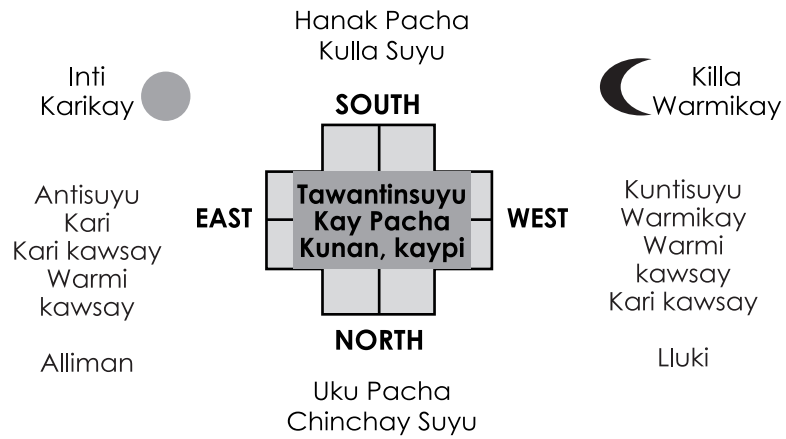 Hanak Pacha
Kulla Suyu
Inti
Karikay
Killa
Warmikay
SOUTH
Antisuyu
Kari
Kari kawsay
Warmi
kawsay
Alliman
EAST
Tawantinsuyu
Kay Pacha
Kunan, kaypi
WEST
Kuntisuyu
Warmikay
Warmi
kawsay
Kari kawsay
Lluki
NORTH
Uku Pacha
Chinchay Suyu